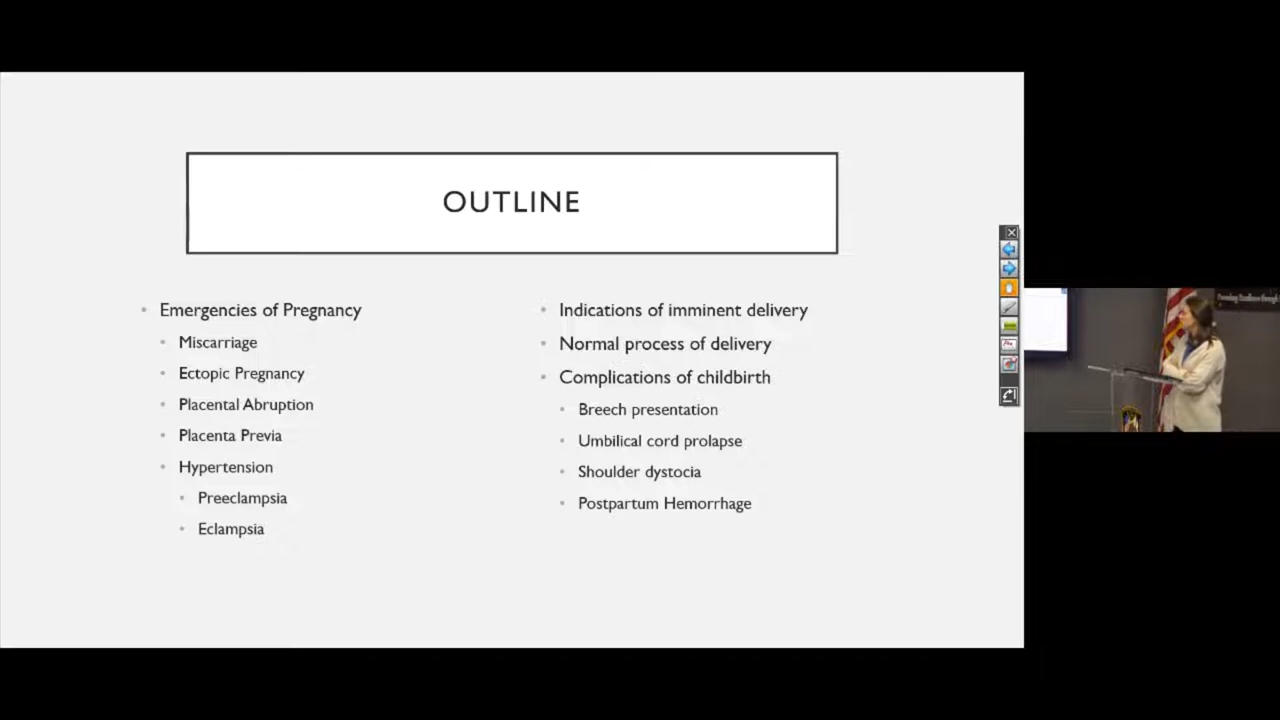 OUTLINE
Emergencies of Pregnancy
Miscarriage
Ectopic Pregnancy
Placental Abruption
Placenta Previa
Hypertension
Preeclampsia
Eclampsia
Indications of imminent delivery
Normal process of delivery
Complications of childbirth
Breech presentation
Umbilical cord prolapse
Shoulder dystocia
Postpartum Hemorrhage